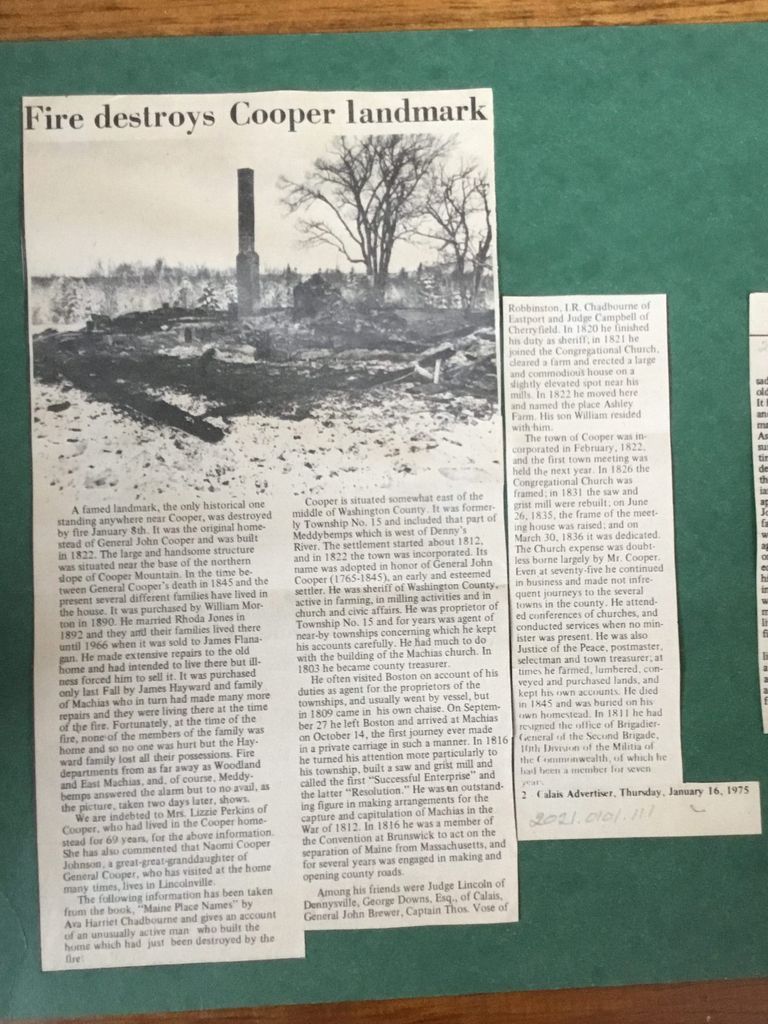 Fire destroys Cooper landmark
A famed landmark, the only historical one
standing anywhere near Cooper, was destroyed
by fire January 8th. It was the original home-
stead of General John Cooper and was built
in 1822. The large and handsome structure
was situated near the base of the northern
slope of Cooper Mountain. In the time be-
tween General Cooper's death in 1845 and the
present several different families have lived in
the house. It was purchased by William Mor-
ton in 1890. He married Rhoda Jones in
1892 and they and their families lived there
until 1966 when it was sold to James Flana-
gan. He made extensive repairs to the old
home and had intended to live there but ill-
ness forced him to sell it. It was purchased
only last Fall by James Hayward and family
of Machias who in turn had made many more
repairs and they were living there at the time
of the fire. Fortunately, at the time of the
fire, none of the members of the family was
home and so no one was hurt but the Hay-
ward family lost all their possessions. Fire
departments from as far away as Woodland
and East Machias, and, of course, Meddy-
bemps answered the alarm but to no avail, as
the picture, taken two days later, shows.
We are indebted to Mrs. Lizzie Perkins of
Cooper, who had lived in the Cooper home-
stead for 69 years, for the above information.
She has also commented that Naomi Cooper
Johnson, a great-great-granddaughter of
General Cooper, who has visited at the home
many times, lives in Lincolnville.
The following information has been taken
from the book, "Maine Place Names" by
Ava Harriet Chadbourne and gives an account
of an unusually active man who built the
home which had just been destroyed by the
fire:
Cooper is situated somewhat east of the
middle of Washington County. It was former-
ly Township No. 15 and included that part of
Meddybemps which is west of Denny's
River. The settlement started about 1812,
and in 1822 the town was incorporated. Its
name was adopted in honor of General John
Cooper (1765-1845), an early and esteemed
settler. He was sheriff of Washington County,
active in farming, in milling activities and in
church and civic affairs. He was proprietor of
Township No. 15 and for years was agent of
near-by townships concerning which he kept
his accounts carefully. He had much to do
with the building of the Machias church. In
1803 he became county treasurer.
He often visited Boston on account of his
duties as agent for the proprietors of the
townships, and usually went by vessel, but
in 1809 came in his own chaise. On Septem-
ber 27 he left Boston and arrived at Machias
on October 14, the first journey ever made
in a private carriage in such a manner. In 1816
he turned his attention more particularly to
his township, built a saw and grist mill and
called the first "Successful Enterprise" and
the latter "Resolution." He was an outstand-
ing figure in making arrangements for the
capture and capitulation of Machias in the
War of 1812. In 1816 he was a member of
the Convention at Brunswick to act on the
separation of Maine from Massachusetts, and
for several years was engaged in making and
opening county roads.
Among his friends were Judge Lincoln of
Dennysville, George Downs, Esq., of Calais,
General John Brewer, Captain Thos. Vose of
Robbinston, I.R. Chadbourne of
Eastport and Judge Campbell of
Cherryfield. In 1820 he finished
his duty as sheriff; in 1821 he
joined the Congregational Church,
cleared a farm and erected a large
and commodious house on a
slightly elevated spot near his
mills. In 1822 he moved here
and named the place Ashley
Farm. His son William resided
with him.
The town of Cooper was in-
corporated in February, 1822,
and the first town meeting was
held the next year. In 1826 the
Congregational Church was
framed; in 1831 the saw and
grist mill were rebuilt; on June
26, 1835, the frame of the meet-
ing house was raised; and on
March 30, 1836 it was dedicated.
The Church expense was doubt-
less borne largely by Mr. Cooper.
Even at seventy-five he continued
in business and made not infre-
quent journeys to the several
towns in the county. He attend-
ed conferences of churches, and
conducted services when no min-
ister was present. He was also
Justice of the Peace, postmaster,
selectman and town treasurer; at
times he farmed, lumbered, con-
veyed and purchased lands, and
kept his own accounts. He died
in 1845 and was buried on his
own homestead. In 1811 he had
resigned the office of Brigadier-
General of the Second Brigade,
10th Division of the Militia of
the Commonwealth, of which he
had been a member for seven
years.
2 Calais Advertiser, Thursday, January 16, 1975
2021.0101.111